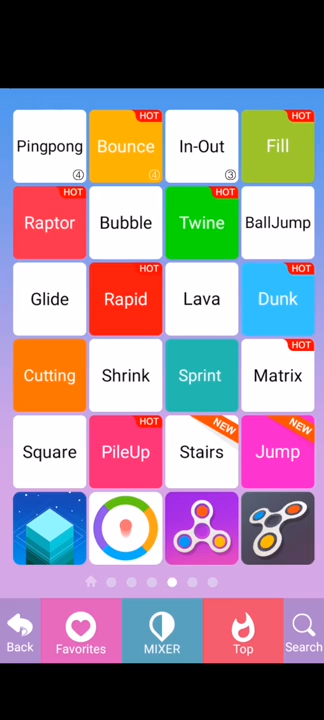 HOT
HOT
Pingpong Bounce In-Out Fill
④ ④ ③
HOT HOT
Raptor Bubble Twine BallJump
HOT HOT
Glide Rapid Lava Dunk
HOT
Cutting Shrink Sprint Matrix
HOT NEW NEW
Square PileUp Stairs Jump
Back Favorites MIXER Top Search